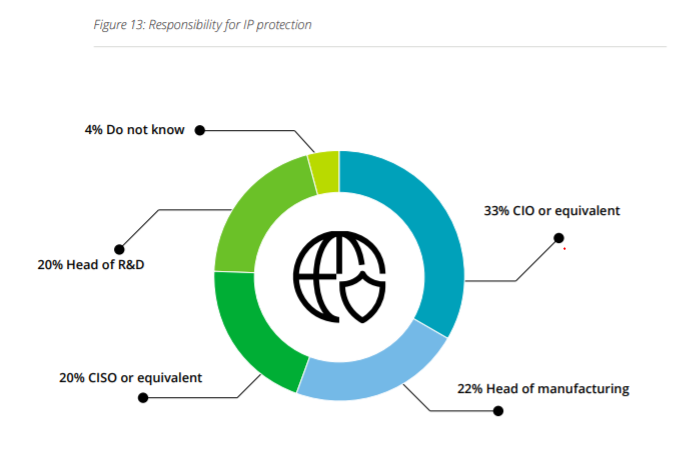 Figure 13: Responsibility for IP protection
4% Do not know
33% CIO or equivalent
20% Head of R&D
20% CISO or equivalent
22% Head of manufacturing